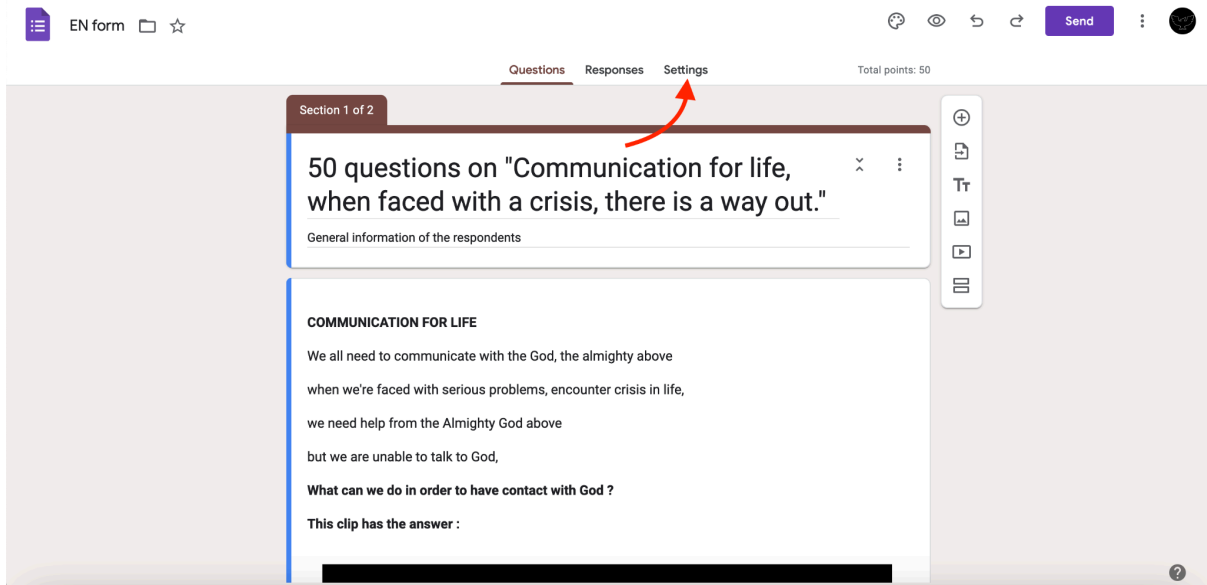 EN form
Send
Questions Responses Settings
Total points: 50
Section 1 of 2
50 questions on "Communication for life,
when faced with a crisis, there is a way out."
General information of the respondents
COMMUNICATION FOR LIFE
We all need to communicate with the God, the almighty above
when we're faced with serious problems, encounter crisis in life,
we need help from the Almighty God above
but we are unable to talk to God,
What can we do in order to have contact with God ?
This clip has the answer :